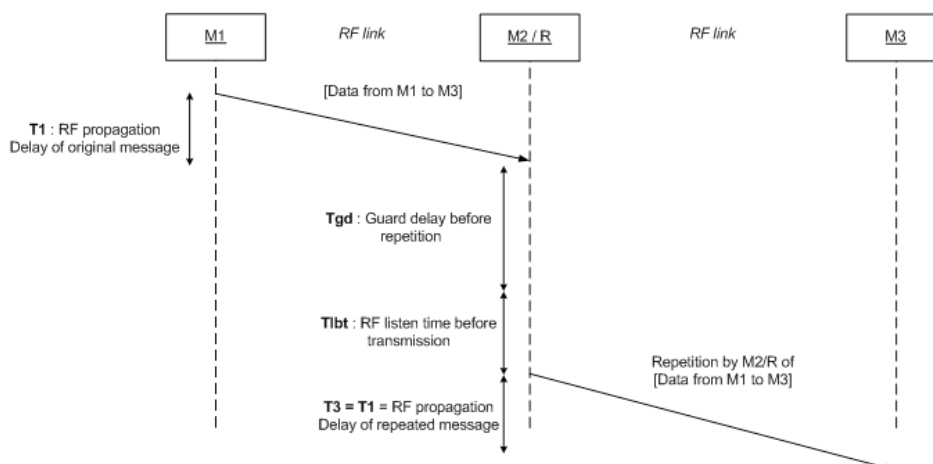 M1
RF link
M2 / R
RF link
M3
[Data from M1 to M3]
T1 : RF propagation
Delay of original message
Tgd : Guard delay before
repetition
Tlbt : RF listen time before
transmission
Repetition by M2/R of
[Data from M1 to M3]
T3 = T1 = RF propagation
Delay of repeated message